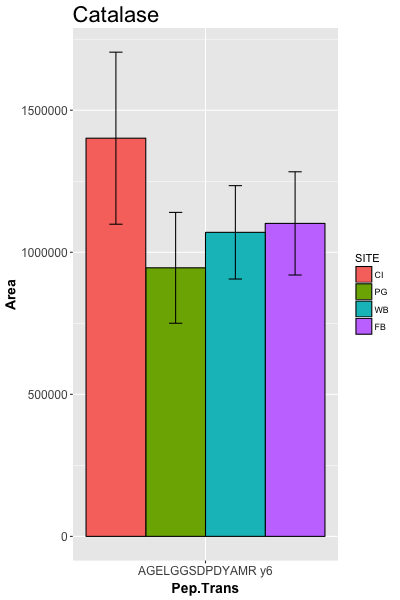 Catalase
1500000
1000000
500000
0
Area
AGELGGSDPDYAMR y6
Pep.Trans
SITE
CI
PG
WB
FB